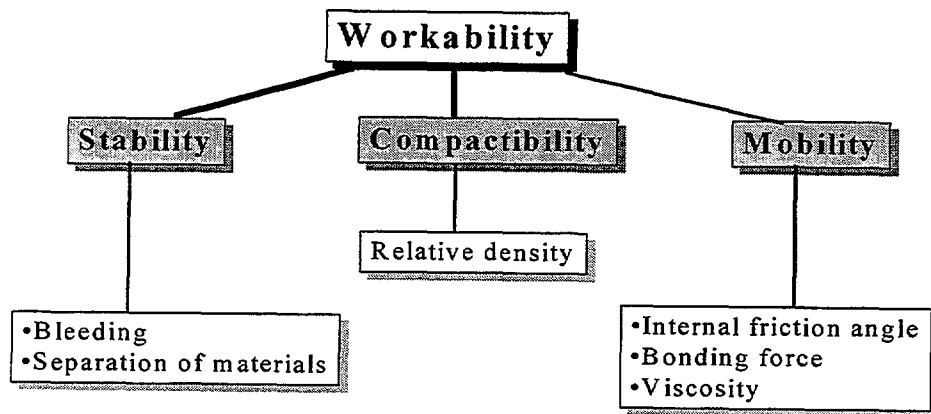 Workability
Stability
Compactibility
Mobility
Relative density
•Bleeding
•Separation of materials
•Internal friction angle
•Bonding force
•Viscosity